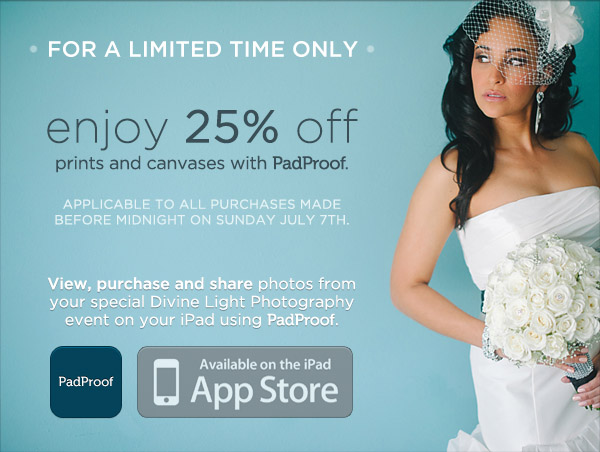 FOR A LIMITED TIME ONLY
enjoy 25% off
prints and canvases with PadProof.
APPLICABLE TO ALL PURCHASES MADE
BEFORE MIDNIGHT ON SUNDAY JULY 7TH.
View, purchase and share photos from
your special Divine Light Photography
event on your iPad using PadProof.
PadProof
Available on the iPad
App Store